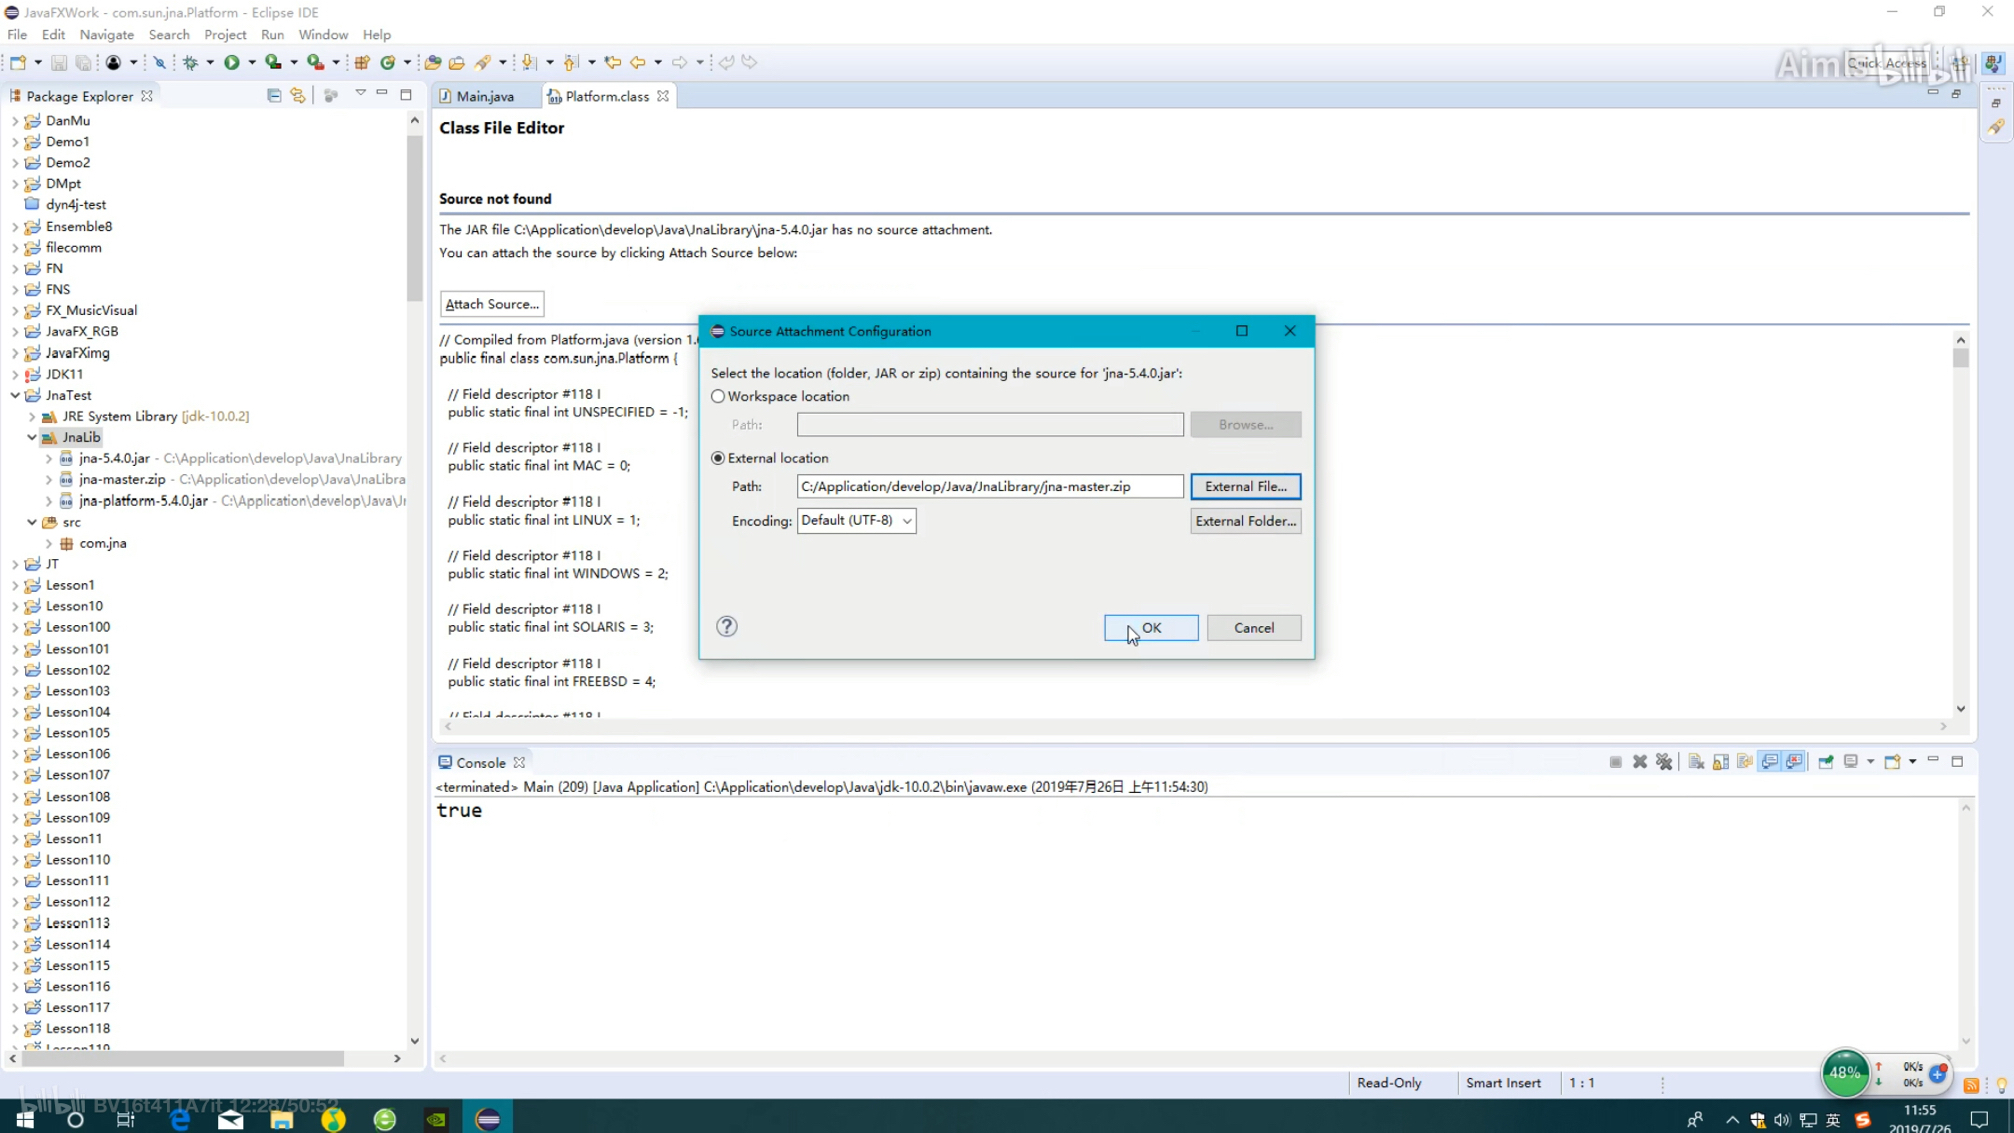 JavaFXWork - com.sun.jna.Platform - Eclipse IDE
File Edit Navigate Search Project Run Window Help
Quick Access
bilibili
Package Explorer
DanMu
Demo1
Demo2
DMpt
dyn4j-test
Ensemble8
filecomm
FN
FNS
FX_MusicVisual
JavaFX_RGB
JavaFXimg
JDK11
JnaTest
JRE System Library [jdk-10.0.2]
JnaLib
jna-5.4.0.jar - C:\Application\develop\Java\JnaLibrary
jna-master.zip - C:\Application\develop\Java\JnaLibra
jna-platform-5.4.0.jar - C:\Application\develop\Java\J
src
com.jna
JT
Lesson1
Lesson10
Lesson100
Lesson101
Lesson102
Lesson103
Lesson104
Lesson105
Lesson106
Lesson107
Lesson108
Lesson109
Lesson11
Lesson110
Lesson111
Lesson112
Lesson113
Lesson114
Lesson115
Lesson116
Lesson117
Lesson118
Lesson119
Main.java Platform.class
Class File Editor
Source not found
The JAR file C:\Application\develop\Java\JnaLibrary\jna-5.4.0.jar has no source attachment.
You can attach the source by clicking Attach Source below:
Attach Source...
// Compiled from Platform.java (version 1.6
public final class com.sun.jna.Platform {
// Field descriptor #118 I
public static final int UNSPECIFIED = -1;
// Field descriptor #118 I
public static final int MAC = 0;
// Field descriptor #118 I
public static final int LINUX = 1;
// Field descriptor #118 I
public static final int WINDOWS = 2;
// Field descriptor #118 I
public static final int SOLARIS = 3;
// Field descriptor #118 I
public static final int FREEBSD = 4;
// Field descriptor #118 I
Source Attachment Configuration
Select the location (folder, JAR or zip) containing the source for 'jna-5.4.0.jar':
Workspace location
Path: Browse...
External location
Path: C:/Application/develop/Java/JnaLibrary/jna-master.zip External File...
Encoding: Default (UTF-8) External Folder...
OK Cancel
Console
<terminated> Main (209) [Java Application] C:\Application\develop\Java\jdk-10.0.2\bin\javaw.exe (2019年7月26日 上午11:54:30)
true
Read-Only Smart Insert 1 : 1
48% 0K/s
0K/s
bilibili BV16t411A7it 12:28/50:52
英
11:55
2019/7/26